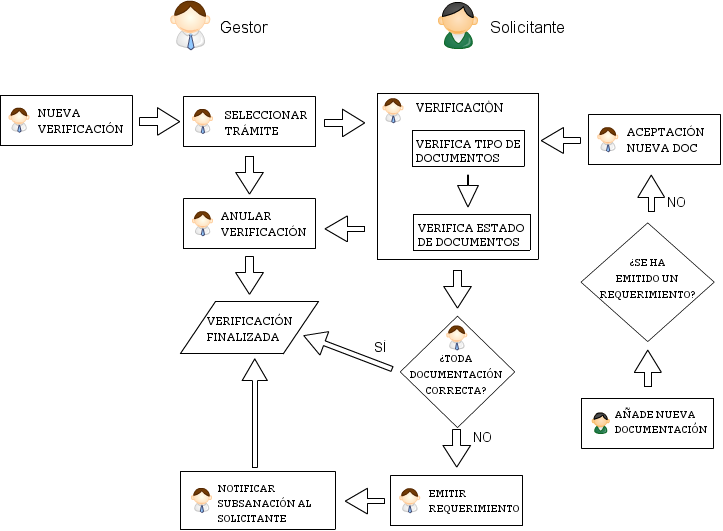 Gestor
Solicitante
NUEVA
VERIFICACIÓN
SELECCIONAR
TRÁMITE
VERIFICACIÓN
VERIFICA TIPO DE
DOCUMENTOS
VERIFICA ESTADO
DE DOCUMENTOS
ACEPTACIÓN
NUEVA DOC
NO
ANULAR
VERIFICACIÓN
¿SE HA
EMITIDO UN
REQUERIMIENTO?
VERIFICACIÓN
FINALIZADA
SÍ
¿TODA
DOCUMENTACIÓN
CORRECTA?
AÑADE NUEVA
DOCUMENTACIÓN
NO
NOTIFICAR
SUBSANACIÓN AL
SOLICITANTE
EMITIR
REQUERIMIENTO